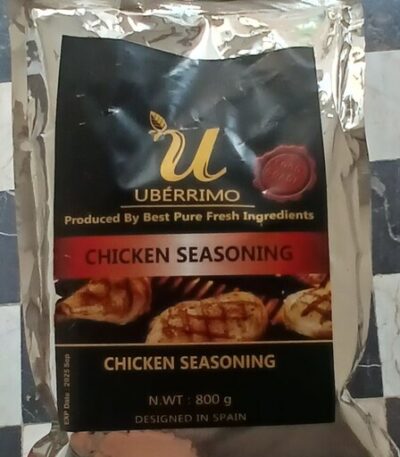 UBÉRRIMO
Produced By Best Pure Fresh Ingredients
CHICKEN SEASONING
CHICKEN SEASONING
N.WT : 800 g
DESIGNED IN SPAIN
EXP Date : 2025 Sep